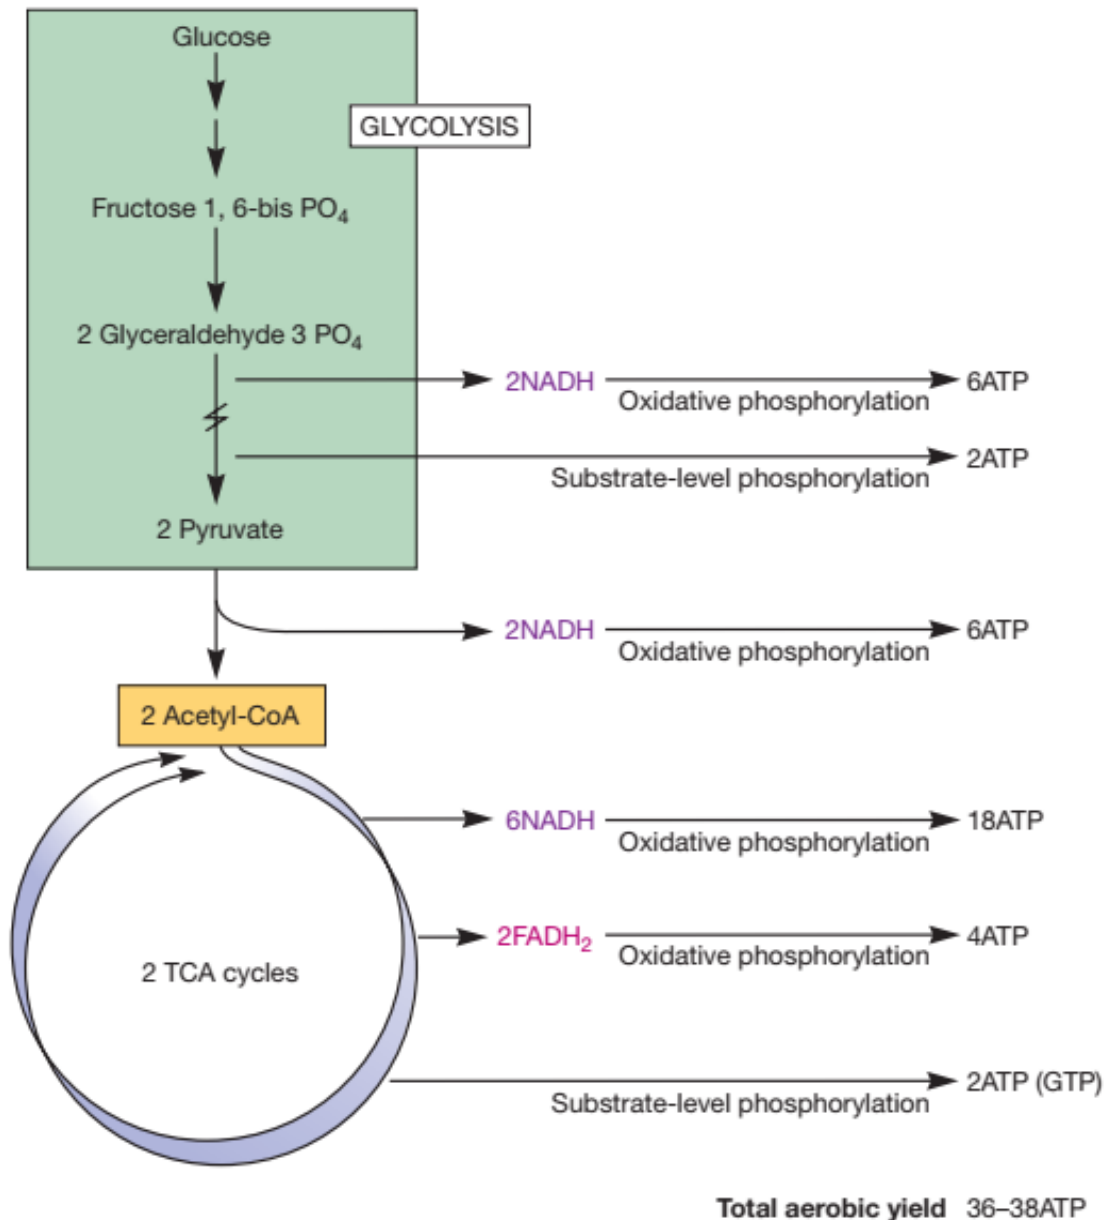 Glucose
GLYCOLYSIS
Fructose 1, 6-bis PO₄
2 Glyceraldehyde 3 PO₄
2NADH
Oxidative phosphorylation
6ATP
Substrate-level phosphorylation
2ATP
2 Pyruvate
2NADH
Oxidative phosphorylation
6ATP
2 Acetyl-CoA
6NADH
Oxidative phosphorylation
18ATP
2FADH₂
Oxidative phosphorylation
4ATP
2 TCA cycles
Substrate-level phosphorylation
2ATP (GTP)
Total aerobic yield 36–38ATP